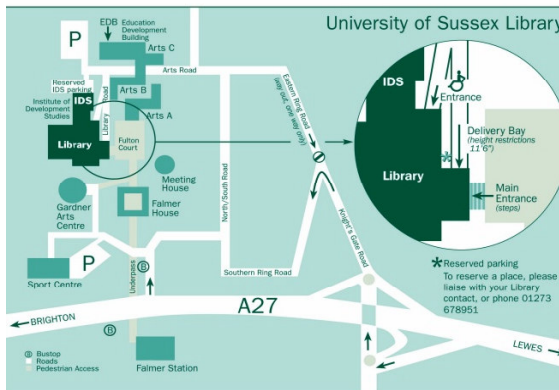 University of Sussex Library
EDB
Education
Development
Building
P
Arts C
Arts Road
Reserved
IDS parking
Arts B
IDS
Institute of
Development
Studies
Library Road
Arts A
Library
Fulton
Court
Meeting
House
Gardner
Arts
Centre
Falmer
House
North/South Road
Eastern Ring Road
(way out, one way
only)
Knight's Gate Road
P
Sport Centre
Underpass
B
Southern Ring Road
A27
BRIGHTON
B
LEWES
Falmer Station
B Bustop
Roads
Pedestrian Access
IDS
Entrance
Delivery Bay
(height restrictions
11'6")
Library
*
Main
Entrance
(steps)
*Reserved parking
To reserve a place, please
liaise with your Library
contact, or phone 01273
678951